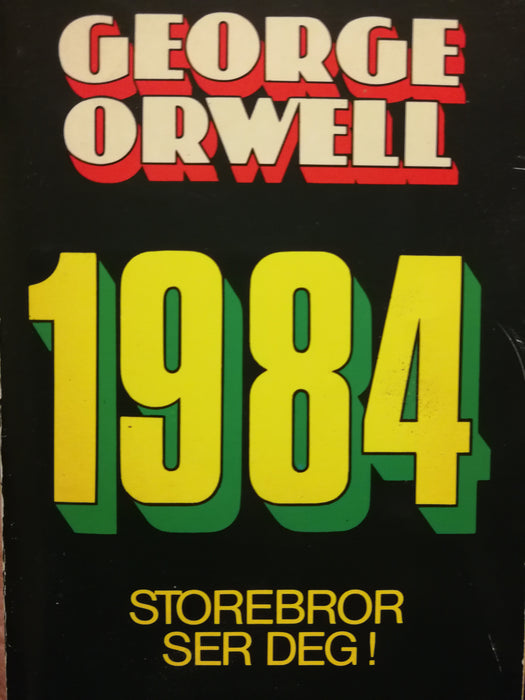 GEORGE
ORWELL
1984
STOREBROR
SER DEG!